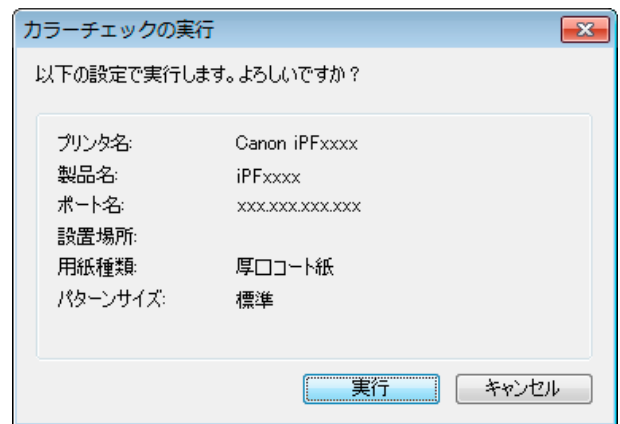 カラーチェックの実行
以下の設定で実行します。よろしいですか?
プリンタ名: Canon iPFxxxx
製品名: iPFxxxx
ポート名: xxx.xxx.xxx.xxx
設置場所:
用紙種類: 厚口コート紙
パターンサイズ: 標準
実行 キャンセル